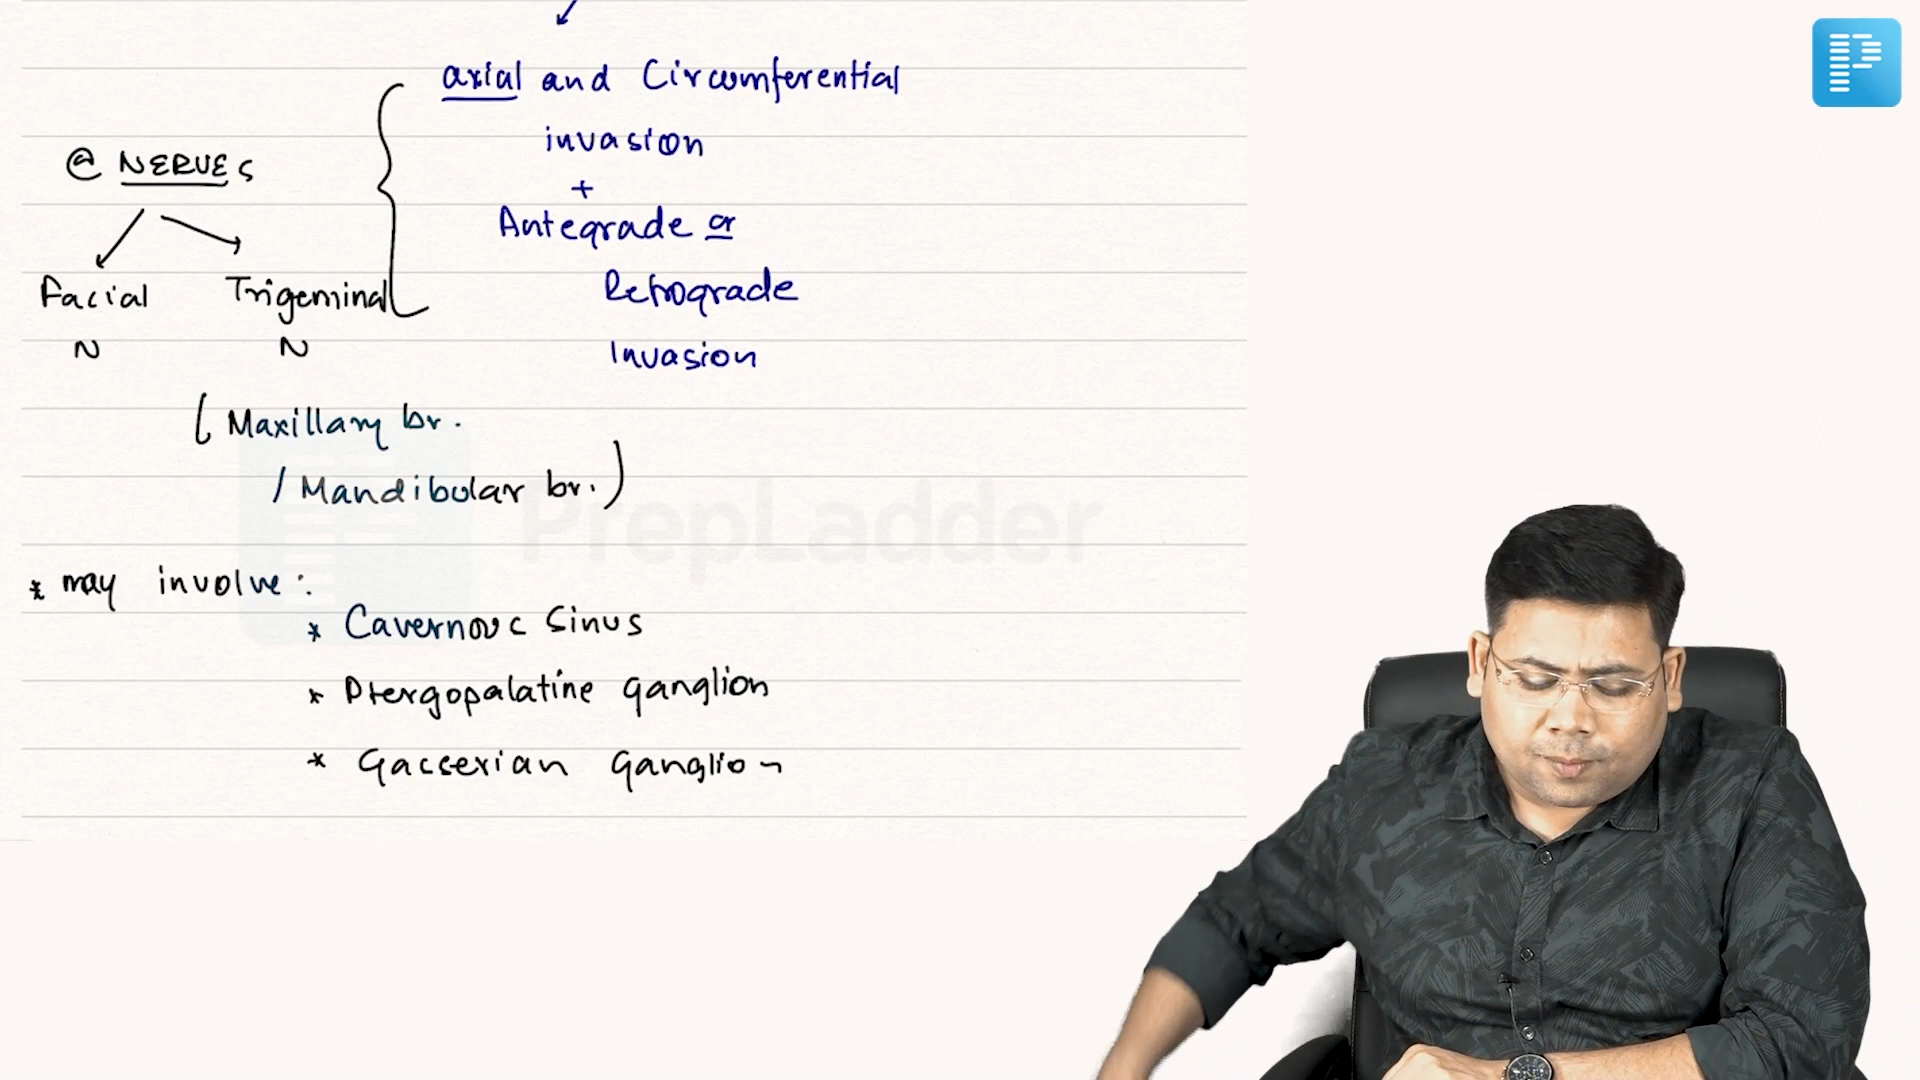 axial and Circumferential
invasion
+
@ NERVES
Antegrade or
Retrograde
Invasion
Facial
N
Trigeminal
N
( Maxillary br.
/ Mandibular br. )
PrepLadder
* may involve :
* Cavernous Sinus
* Ptergopalatine ganglion
* Gasserian Ganglion